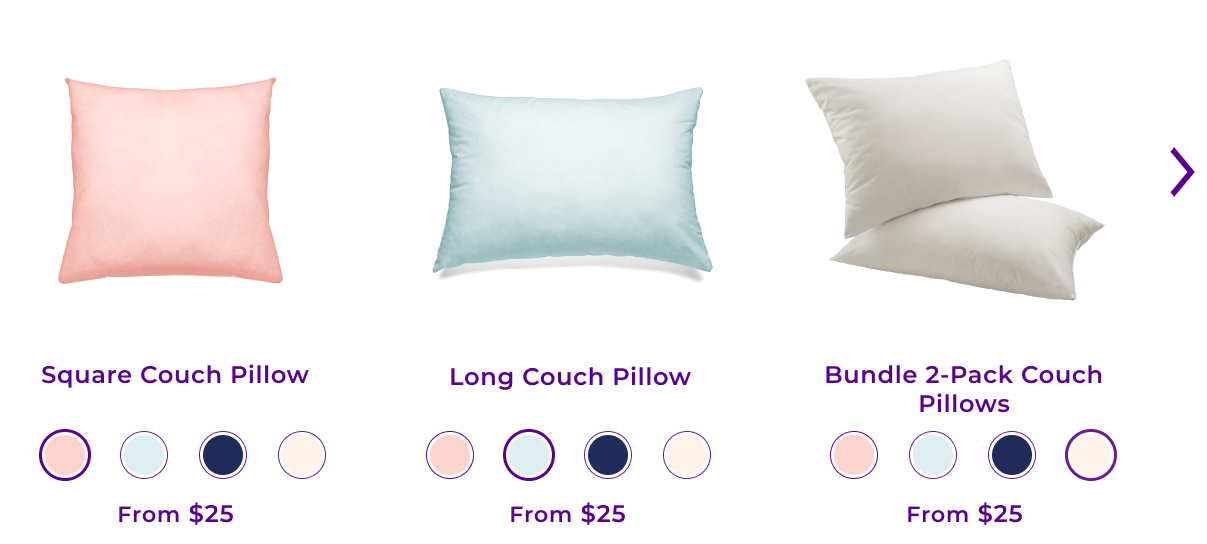 Square Couch Pillow
From $25
Long Couch Pillow
From $25
Bundle 2-Pack Couch
Pillows
From $25